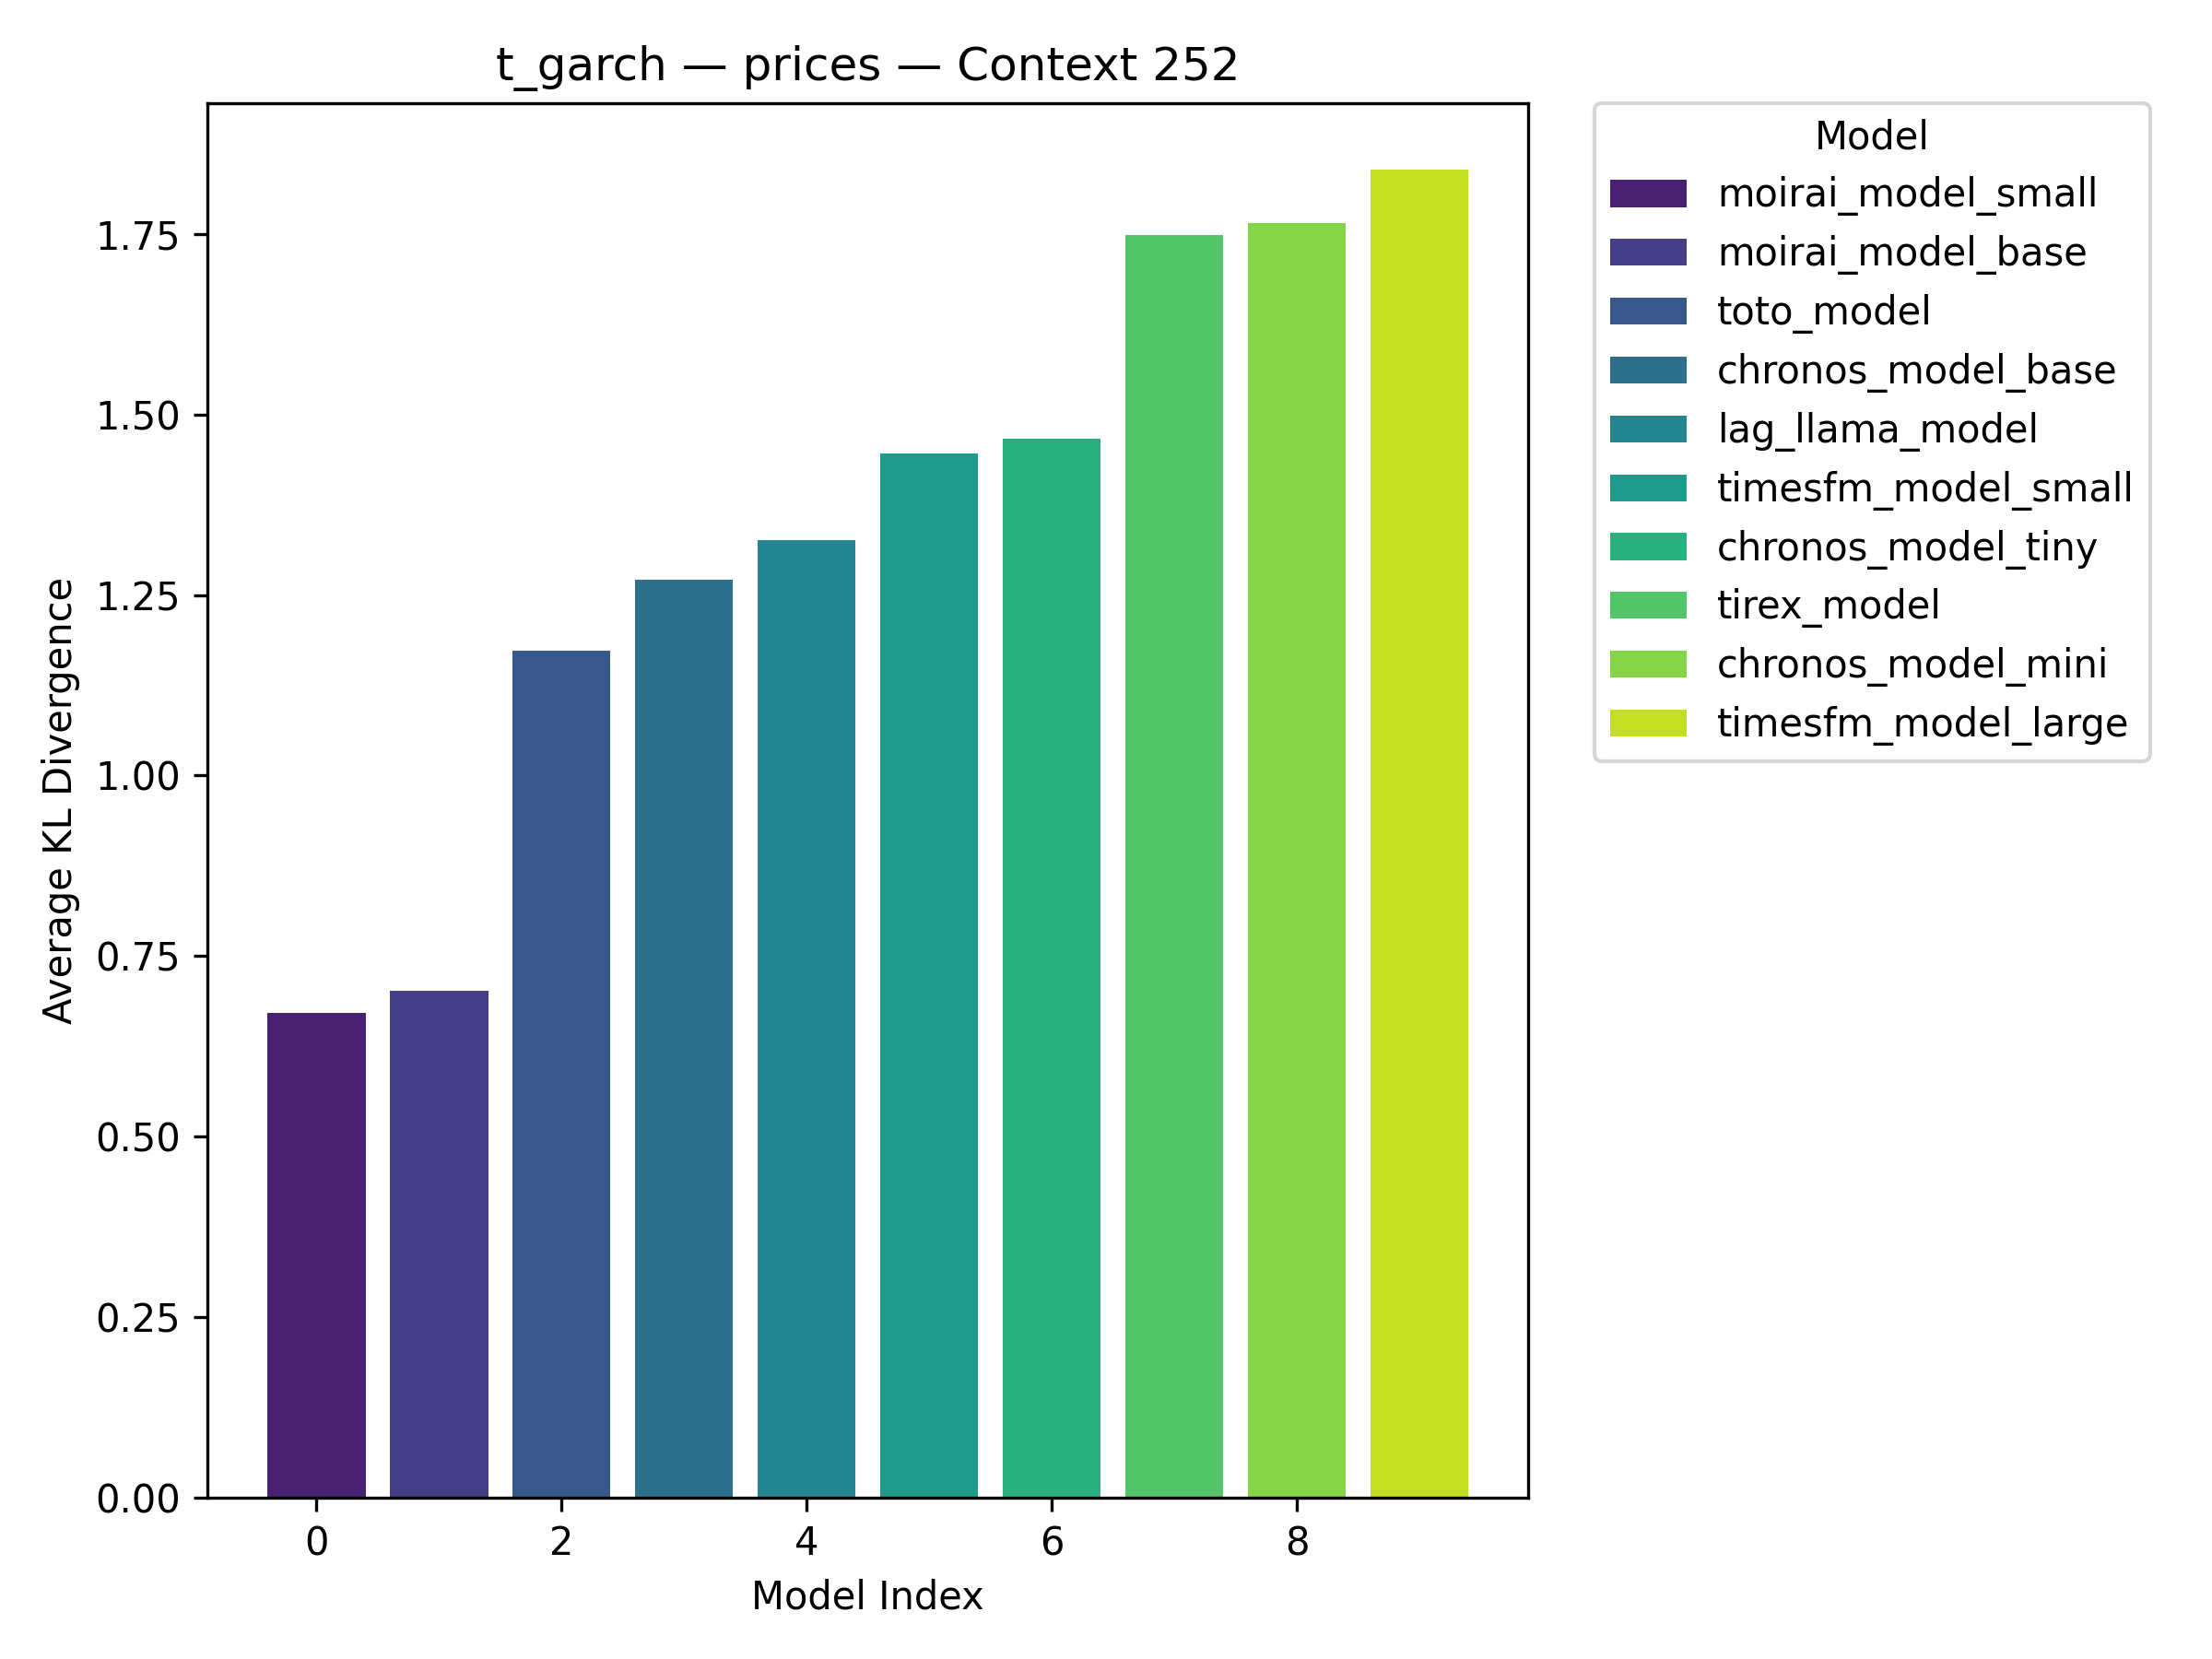 t_garch — prices — Context 252
Average KL Divergence
1.75
1.50
1.25
1.00
0.75
0.50
0.25
0.00
0
2
4
6
8
Model Index
Model
moirai_model_small
moirai_model_base
toto_model
chronos_model_base
lag_llama_model
timesfm_model_small
chronos_model_tiny
tirex_model
chronos_model_mini
timesfm_model_large